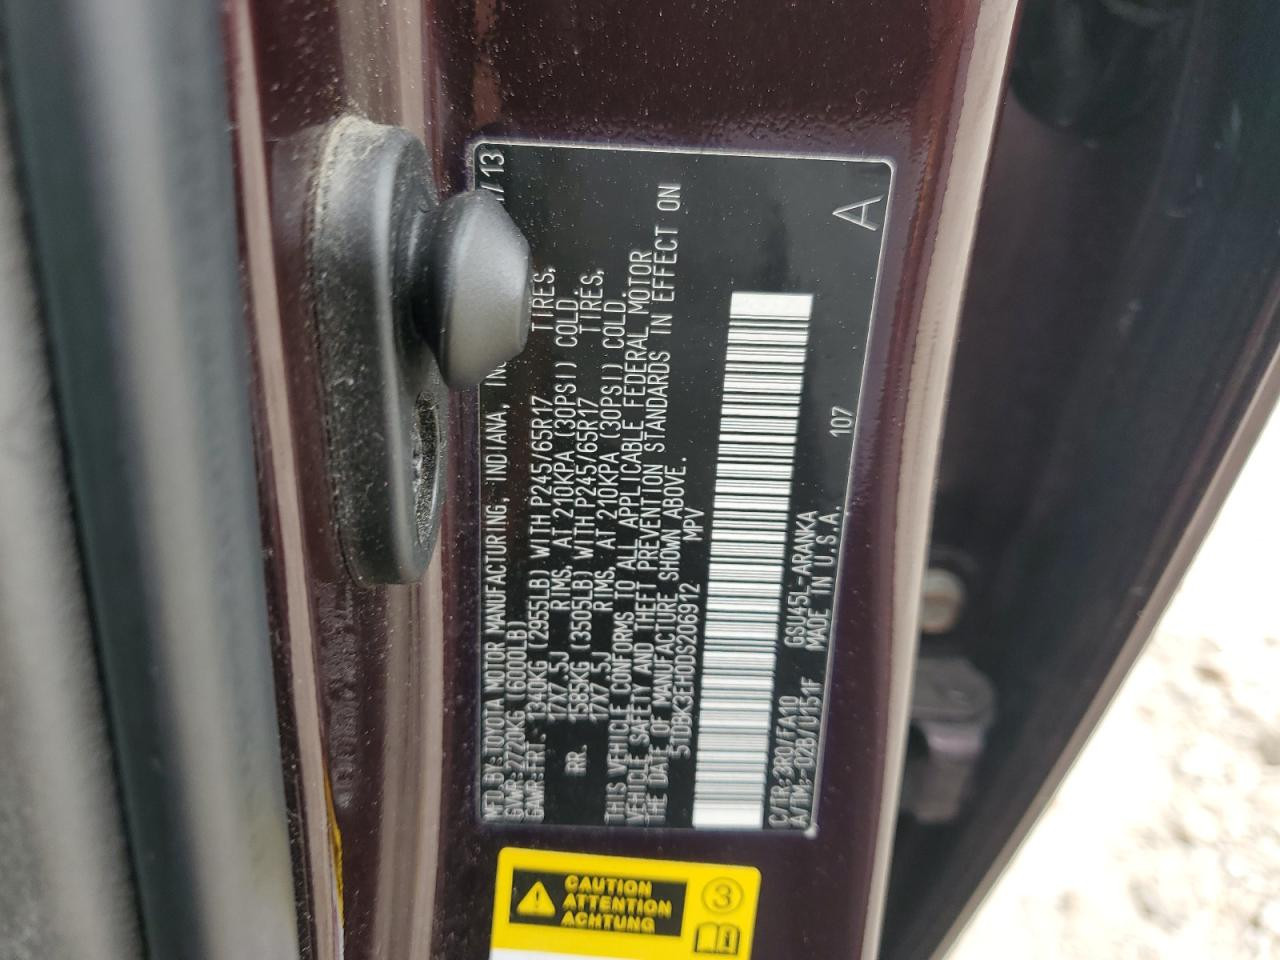 MFD.BY:TOYOTA MOTOR MANUFACTURING, INDIANA, 13
GVWR:2720KG (6000LB)
GAWR:FRT. 1340KG (2955LB) WITH P245/65R17 TIRES,
17X7.5J RIMS, AT 210KPA (30PSI) COLD.
RR. 1585KG (3505LB) WITH P245/65R17 TIRES,
17X7.5J RIMS, AT 210KPA (30PSI) COLD.
THIS VEHICLE CONFORMS TO ALL APPLICABLE FEDERAL MOTOR
VEHICLE SAFETY AND THEFT PREVENTION STANDARDS IN EFFECT ON
THE DATE OF MANUFACTURE SHOWN ABOVE.
5TDBK3EH0DS206912 MPV
C/TR:3R0/FA10 GSU45L-ARANKA
A/TM:-02B/U151F MADE IN U.S.A. 107
A
CAUTION
ATTENTION
ACHTUNG
3